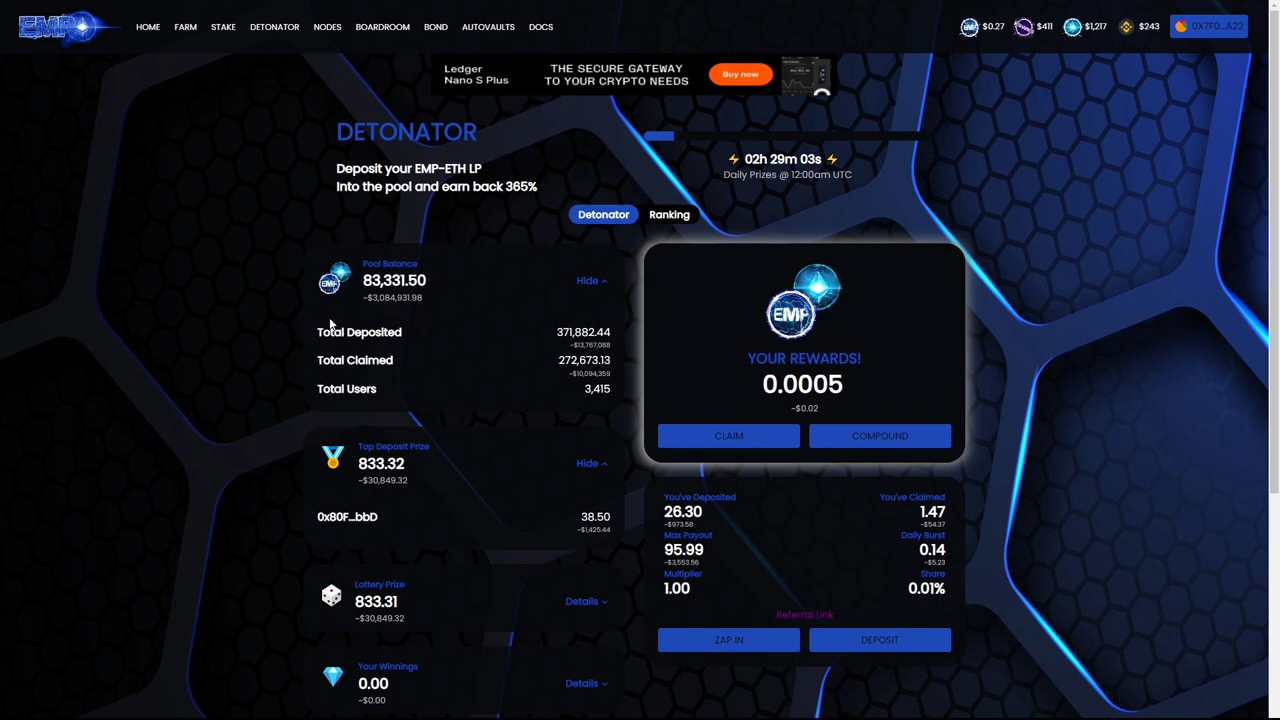 EMP
HOME
FARM
STAKE
DETONATOR
NODES
BOARDROOM
BOND
AUTOVAULTS
DOCS
$0.27
$411
$1,217
$243
0X7F0...A22
Ledger
Nano S Plus
THE SECURE GATEWAY
TO YOUR CRYPTO NEEDS
Buy now
DETONATOR
Deposit your EMP-ETH LP
Into the pool and earn back 365%
⚡ 02h 29m 03s ⚡
Daily Prizes @ 12:00am UTC
Detonator
Ranking
Pool Balance
83,331.50
~$3,084,931.98
Hide
Total Deposited
371,882.44
~$13,767,088
Total Claimed
272,673.13
~$10,094,359
Total Users
3,415
Top Deposit Prize
833.32
~$30,849.32
Hide
0x80F...bbD
38.50
~$1,425.44
Lottery Prize
833.31
~$30,849.32
Details
Your Winnings
0.00
~$0.00
Details
EMP
YOUR REWARDS!
0.0005
~$0.02
CLAIM
COMPOUND
You've Deposited
26.30
~$973.58
You've Claimed
1.47
~$54.37
Max Payout
95.99
~$3,553.56
Daily Burst
0.14
~$5.23
Multiplier
1.00
Share
0.01%
Referral Link
ZAP IN
DEPOSIT